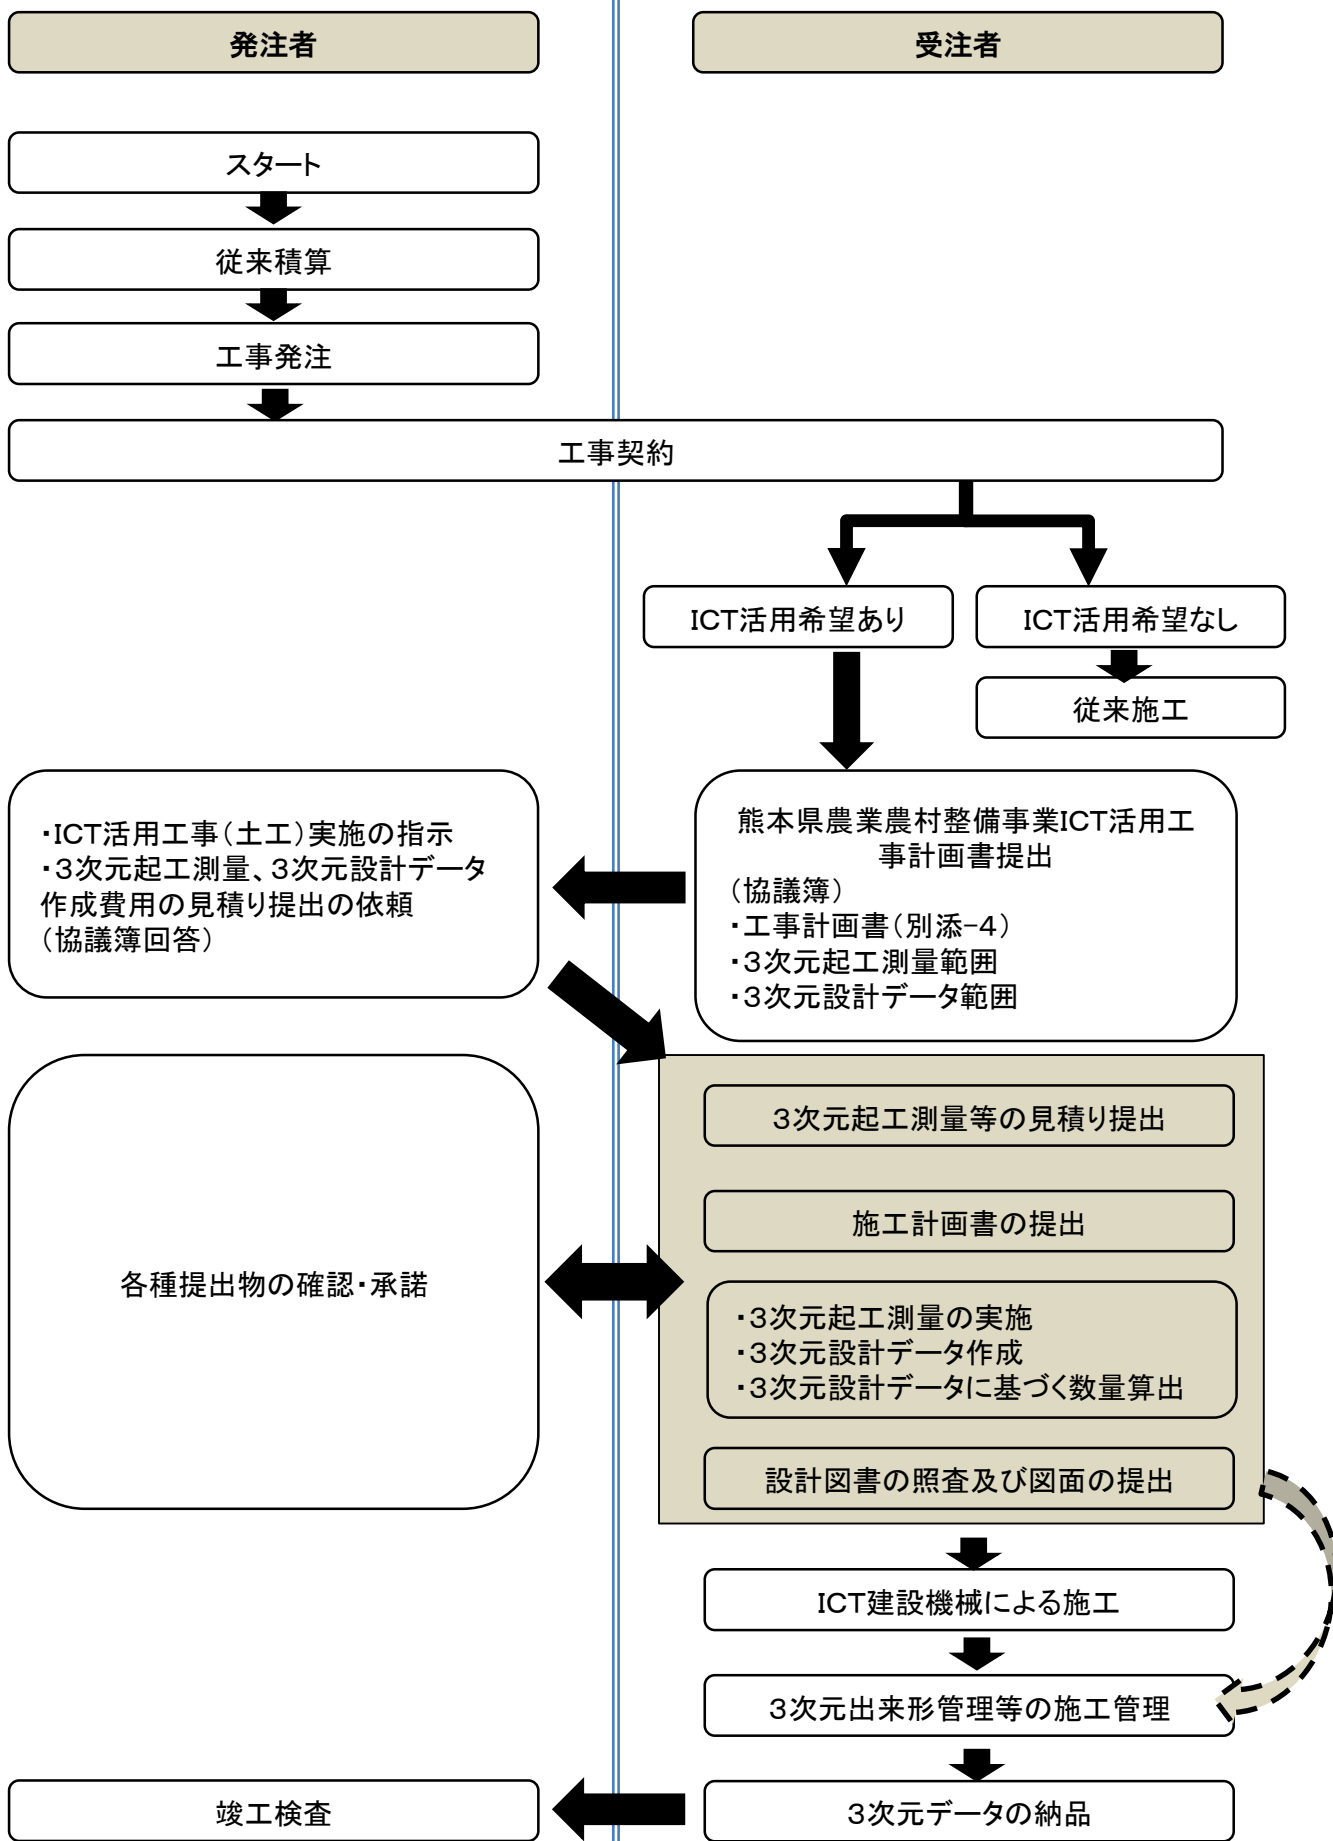 発注者
受注者
スタート
従来積算
工事発注
工事契約
ICT活用希望あり
ICT活用希望なし
従来施工
熊本県農業農村整備事業ICT活用工
事計画書提出
（協議簿）
・工事計画書（別添-4）
・3次元起工測量範囲
・3次元設計データ範囲
・ICT活用工事（土工）実施の指示
・3次元起工測量、3次元設計データ
作成費用の見積り提出の依頼
（協議簿回答）
3次元起工測量等の見積り提出
施工計画書の提出
・3次元起工測量の実施
・3次元設計データ作成
・3次元設計データに基づく数量算出
設計図書の照査及び図面の提出
各種提出物の確認・承諾
ICT建設機械による施工
3次元出来形管理等の施工管理
3次元データの納品
竣工検査